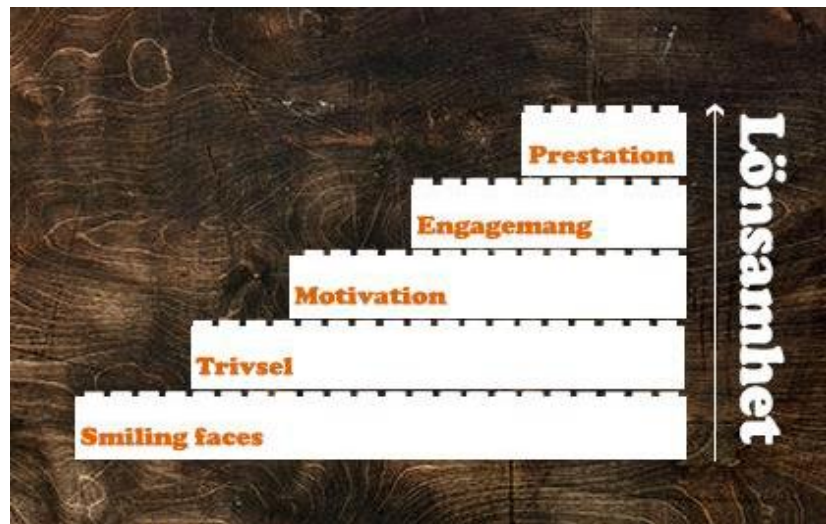 Prestation
Engagemang
Motivation
Trivsel
Smiling faces
Lönsamhet